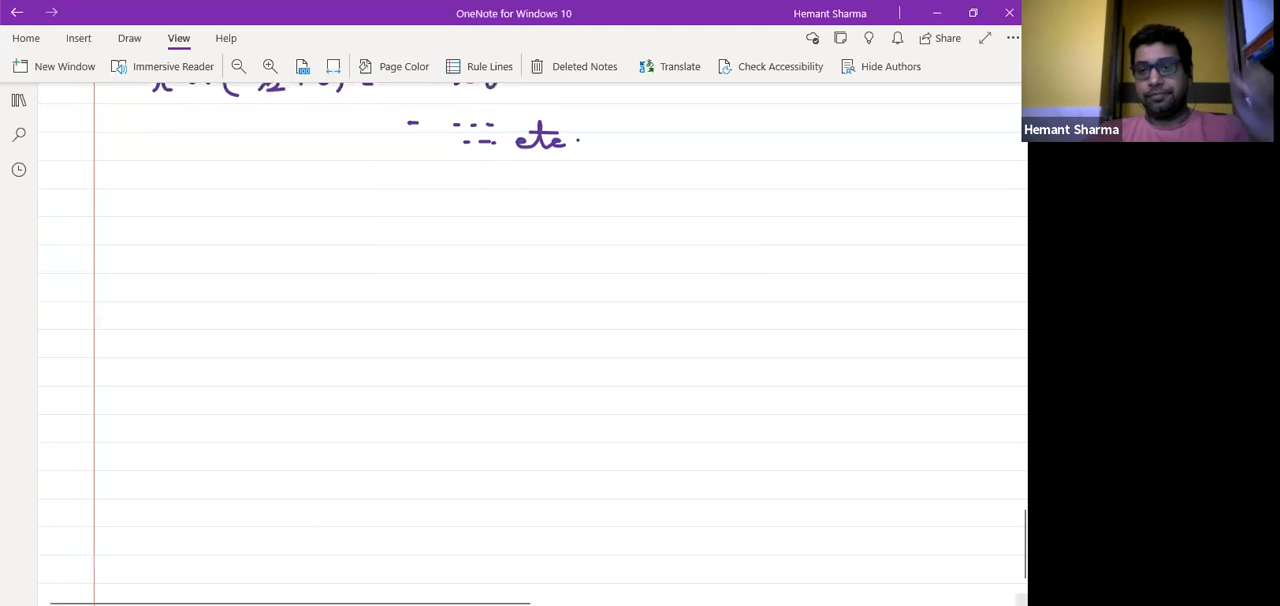 OneNote for Windows 10
Hemant Sharma
Home Insert Draw View Help
Share
New Window Immersive Reader 100 Page Color Rule Lines Deleted Notes Translate Check Accessibility Hide Authors
Hemant Sharma
- --- --- etc.